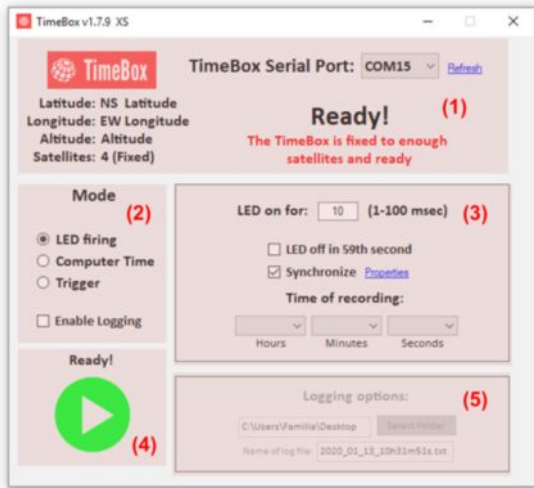 TimeBox v1.7.9 XS
TimeBox
TimeBox Serial Port: COM15 Refresh
Latitude: NS Latitude
Longitude: EW Longitude
Altitude: Altitude
Satellites: 4 (Fixed)
Ready!
(1)
The TimeBox is fixed to enough
satellites and ready
Mode
(2)
LED firing
Computer Time
Trigger
Enable Logging
LED on for: 10 (1-100 msec)
(3)
LED off in 59th second
Synchronize Properties
Time of recording:
Hours Minutes Seconds
Ready!
(4)
Logging options:
(5)
C:\Users\Familia\Desktop Select Folder
Name of log file: 2020_01_13_10h31m51s.txt